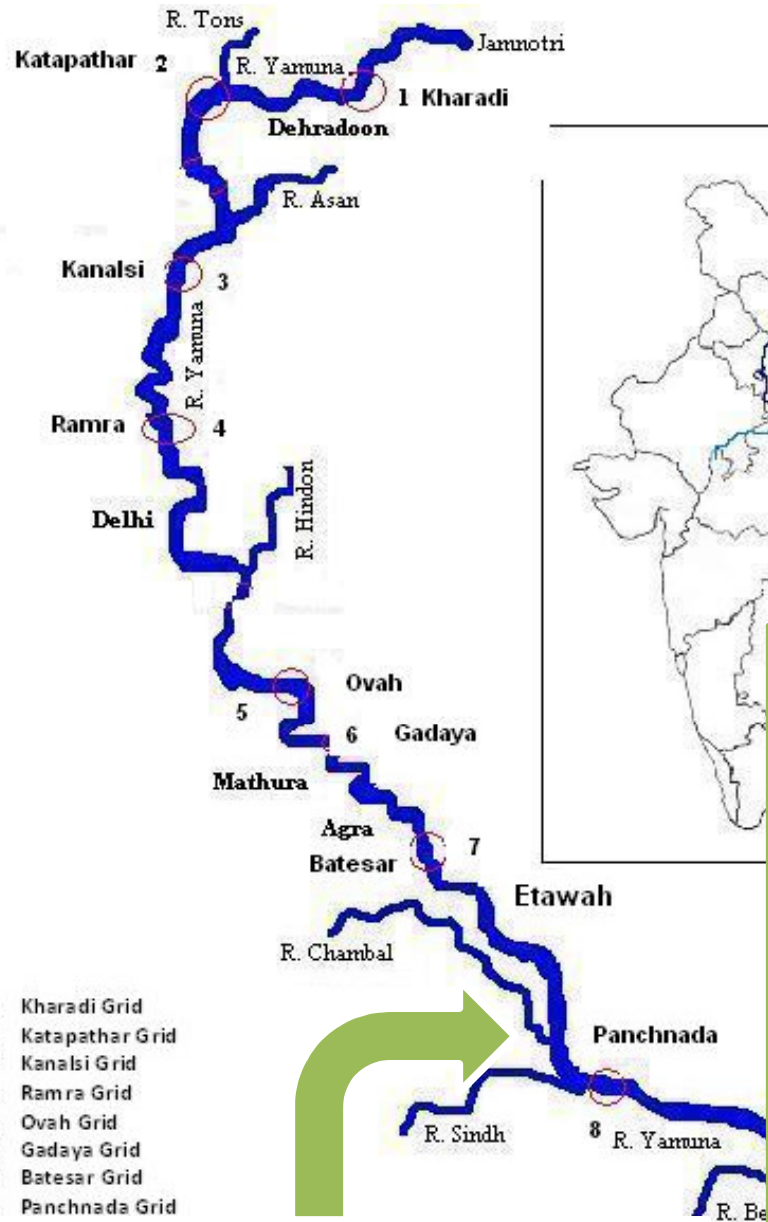 R. Tons
Jamnotri
Katapathar 2
R. Yamuna
1 Kharadi
Dehradoon
R. Asan
Kanalsi
3
R. Yamuna
Ramra
4
R. Hindon
Delhi
Ovah
5
6 Gadaya
Mathura
Agra
7
Batesar
Etawah
R. Chambal
Panchnada
R. Sindh
8 R. Yamuna
R. Be
Kharadi Grid
Katapathar Grid
Kanalsi Grid
Ramra Grid
Ovah Grid
Gadaya Grid
Batesar Grid
Panchnada Grid